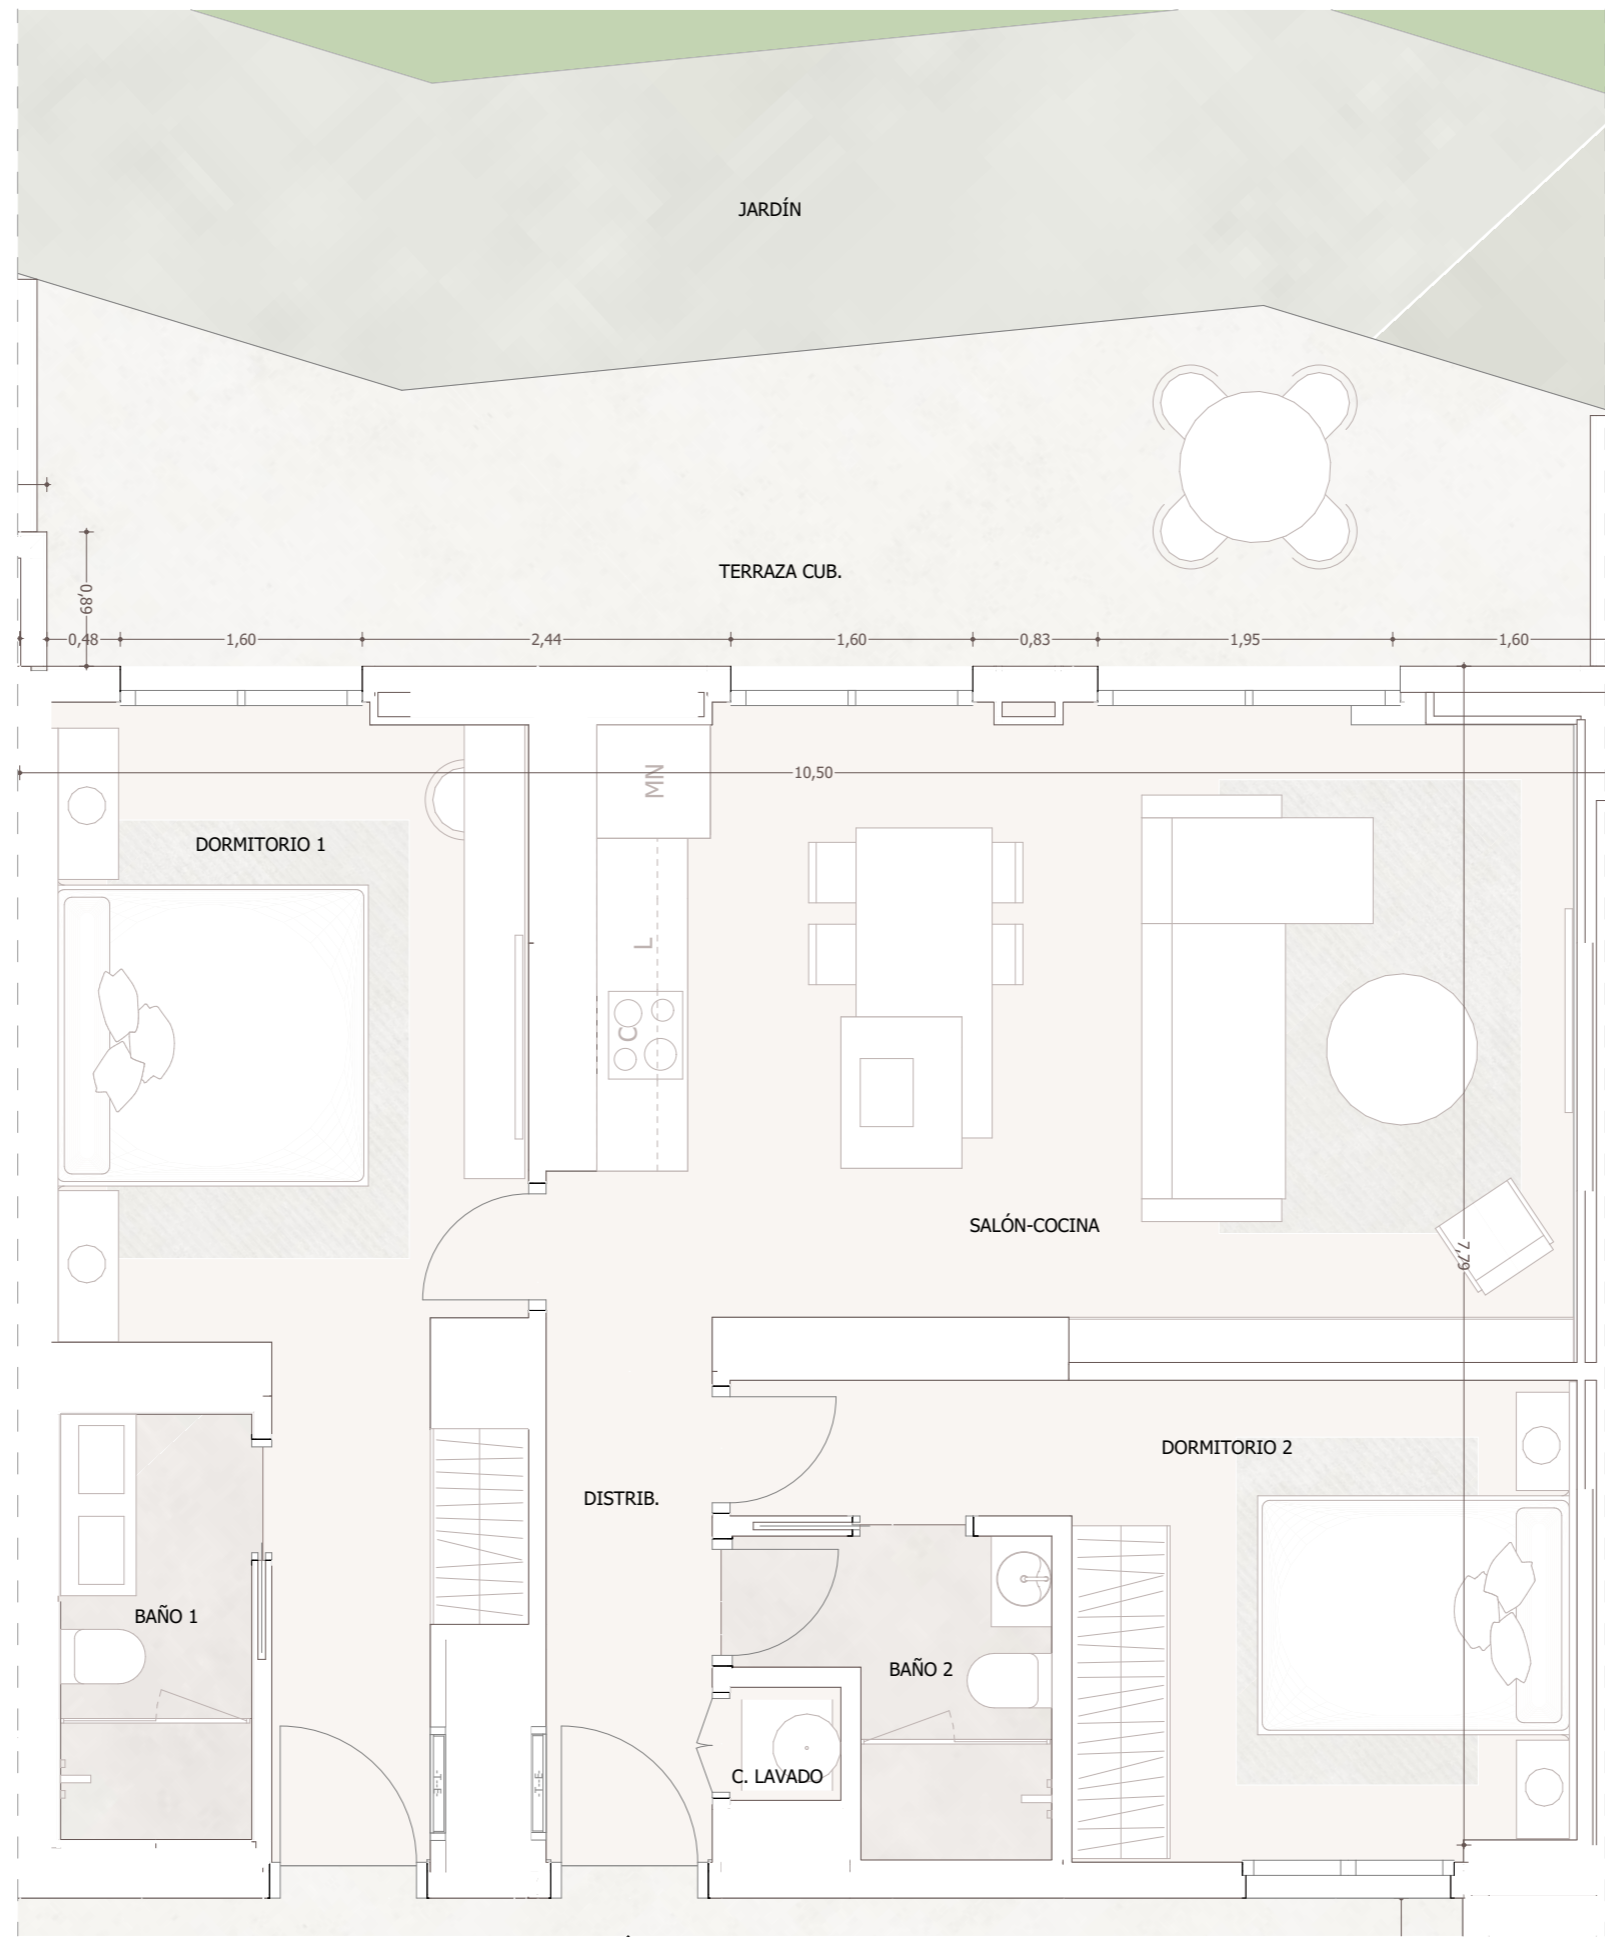 JARDÍN
TERRAZA CUB.
0,89
0,48
1,60
2,44
1,60
0,83
1,95
1,60
10,50
MN
DORMITORIO 1
L
C
SALÓN-COCINA
7,79
DORMITORIO 2
DISTRIB.
BAÑO 1
BAÑO 2
C. LAVADO